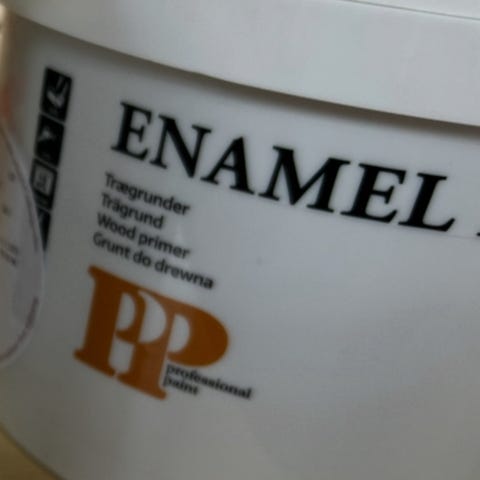 ENAMEL
Trægrunder
Trägrund
Wood primer
Grunt do drewna
PP
professional
paint